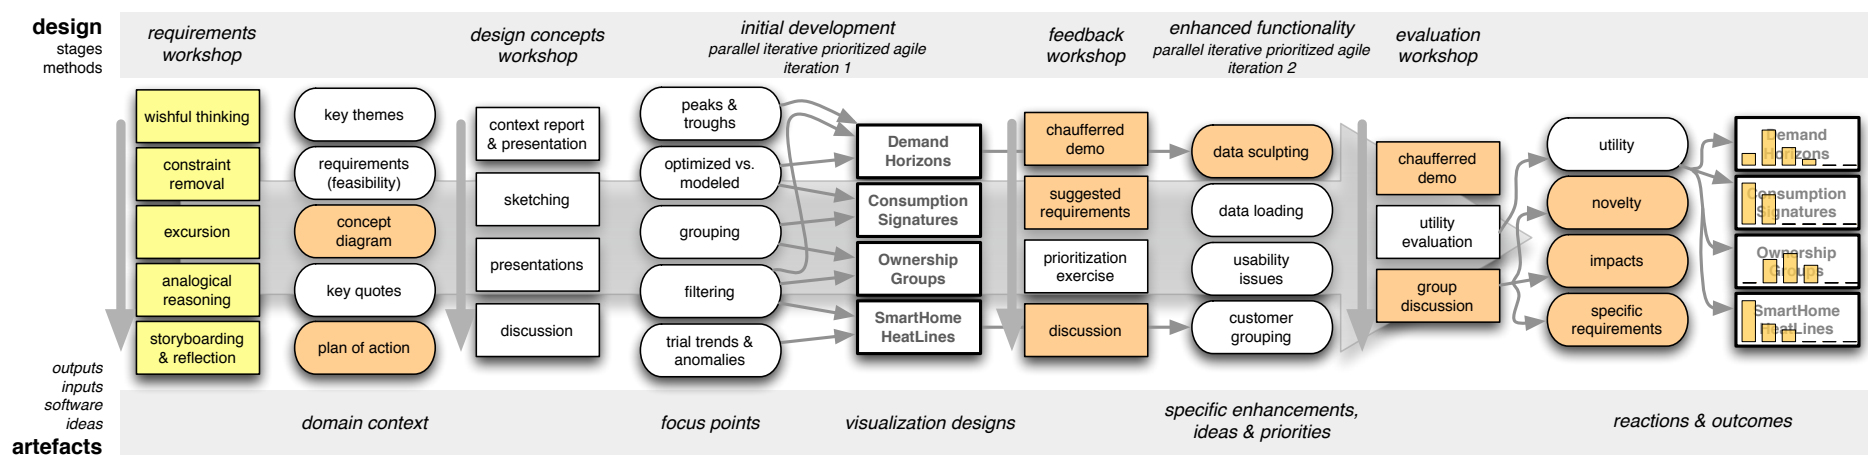 design
stages
methods
requirements
workshop
design concepts
workshop
initial development
parallel iterative prioritized agile
iteration 1
feedback
workshop
enhanced functionality
parallel iterative prioritized agile
iteration 2
evaluation
workshop
wishful thinking
constraint
removal
excursion
analogical
reasoning
storyboarding
& reflection
key themes
requirements
(feasibility)
concept
diagram
key quotes
plan of action
context report
& presentation
sketching
presentations
discussion
peaks &
troughs
optimized vs.
modeled
grouping
filtering
trial trends &
anomalies
Demand
Horizons
Consumption
Signatures
Ownership
Groups
SmartHome
HeatLines
chaufferred
demo
suggested
requirements
prioritization
exercise
discussion
data sculpting
data loading
usability
issues
customer
grouping
chaufferred
demo
utility
evaluation
group
discussion
utility
novelty
impacts
specific
requirements
Demand
Horizons
Consumption
Signatures
Ownership
Groups
SmartHome
HeatLines
outputs
inputs
software
ideas
artefacts
domain context
focus points
visualization designs
specific enhancements,
ideas & priorities
reactions & outcomes